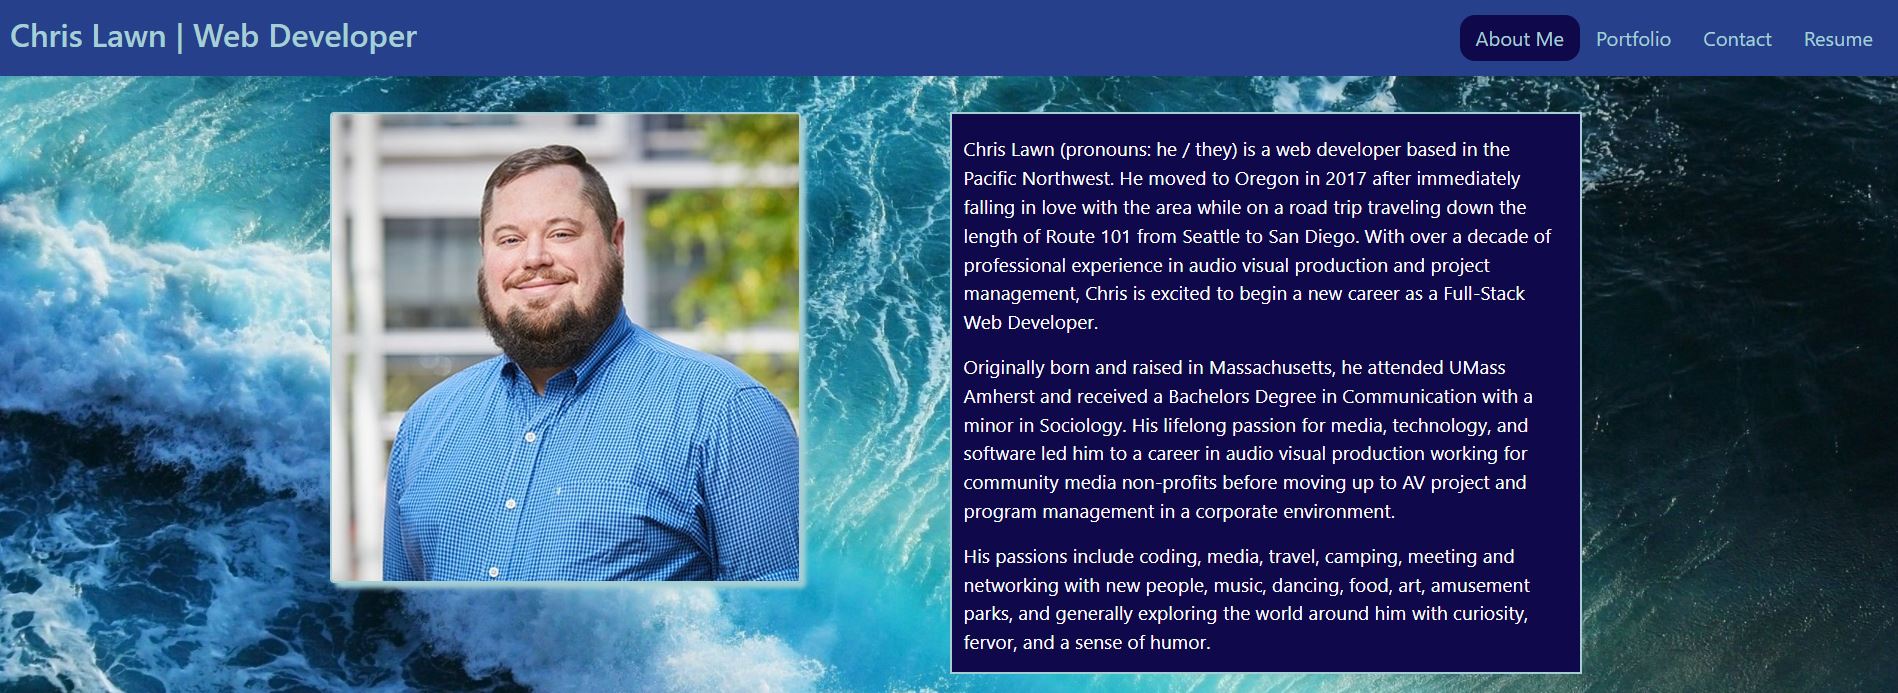 Chris Lawn | Web Developer
About Me
Portfolio
Contact
Resume
Chris Lawn (pronouns: he / they) is a web developer based in the
Pacific Northwest. He moved to Oregon in 2017 after immediately
falling in love with the area while on a road trip traveling down the
length of Route 101 from Seattle to San Diego. With over a decade of
professional experience in audio visual production and project
management, Chris is excited to begin a new career as a Full-Stack
Web Developer.
Originally born and raised in Massachusetts, he attended UMass
Amherst and received a Bachelors Degree in Communication with a
minor in Sociology. His lifelong passion for media, technology, and
software led him to a career in audio visual production working for
community media non-profits before moving up to AV project and
program management in a corporate environment.
His passions include coding, media, travel, camping, meeting and
networking with new people, music, dancing, food, art, amusement
parks, and generally exploring the world around him with curiosity,
fervor, and a sense of humor.